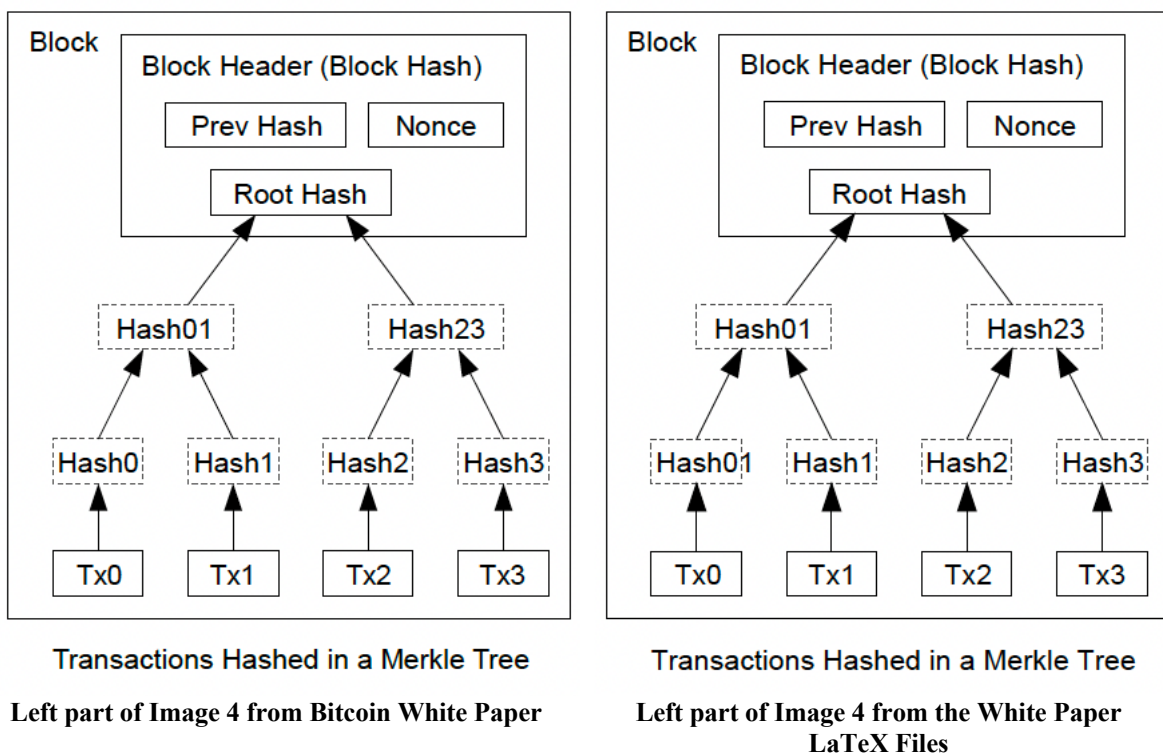 Block
Block Header (Block Hash)
Prev Hash Nonce
Root Hash
Hash01 Hash23
Hash0 Hash1 Hash2 Hash3
Tx0 Tx1 Tx2 Tx3
Transactions Hashed in a Merkle Tree
Left part of Image 4 from Bitcoin White Paper
Block
Block Header (Block Hash)
Prev Hash Nonce
Root Hash
Hash01 Hash23
Hash01 Hash1 Hash2 Hash3
Tx0 Tx1 Tx2 Tx3
Transactions Hashed in a Merkle Tree
Left part of Image 4 from the White Paper
LaTeX Files